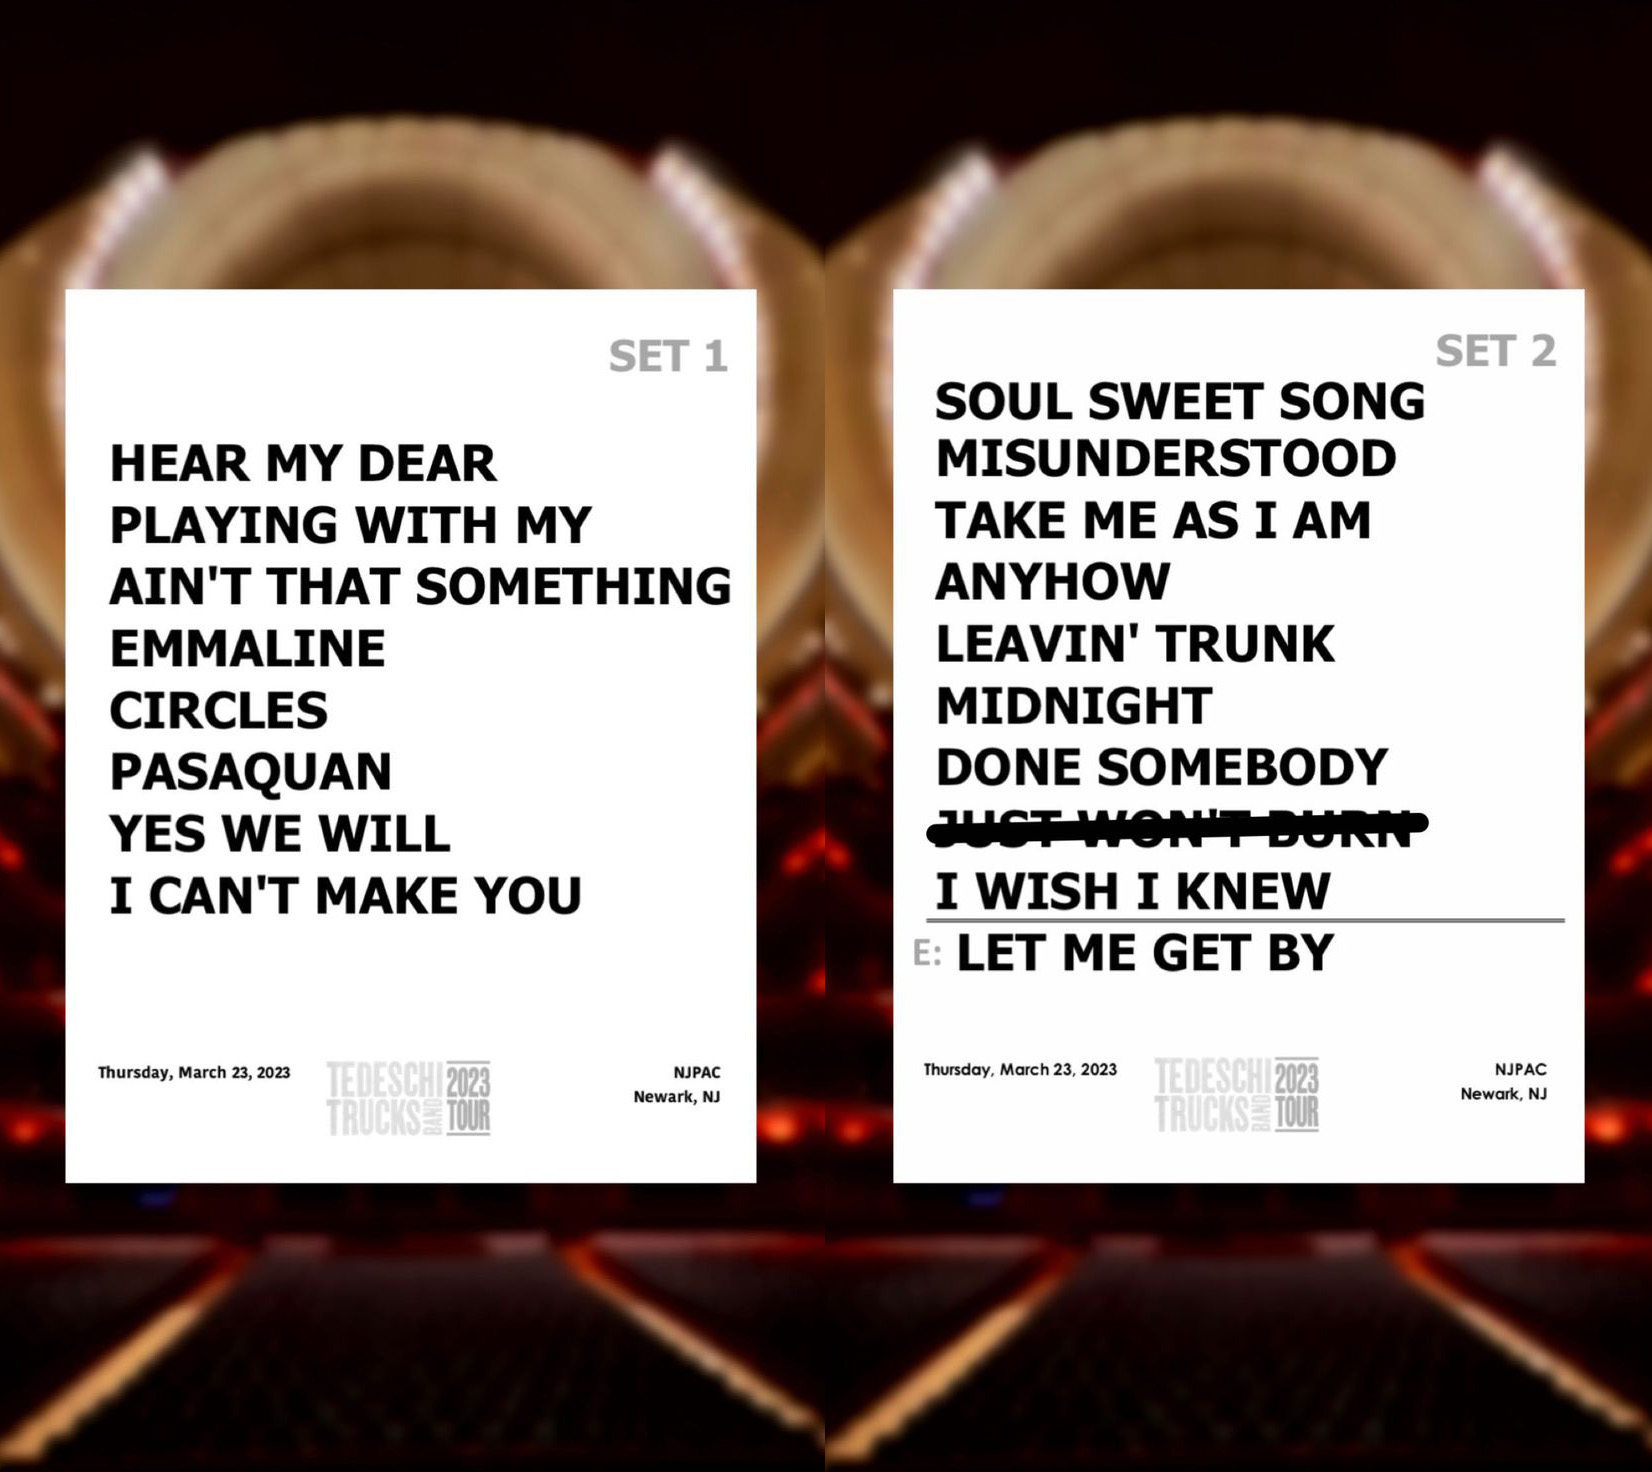 SET 1
HEAR MY DEAR
PLAYING WITH MY
AIN'T THAT SOMETHING
EMMALINE
CIRCLES
PASAQUAN
YES WE WILL
I CAN'T MAKE YOU
Thursday, March 23, 2023
TEDESCHI TRUCKS BAND
2023 TOUR
NJPAC
Newark, NJ
SET 2
SOUL SWEET SONG
MISUNDERSTOOD
TAKE ME AS I AM
ANYHOW
LEAVIN' TRUNK
MIDNIGHT
DONE SOMEBODY
JUST WON'T BURN
I WISH I KNEW
E: LET ME GET BY
Thursday, March 23, 2023
TEDESCHI TRUCKS BAND
2023 TOUR
NJPAC
Newark, NJ